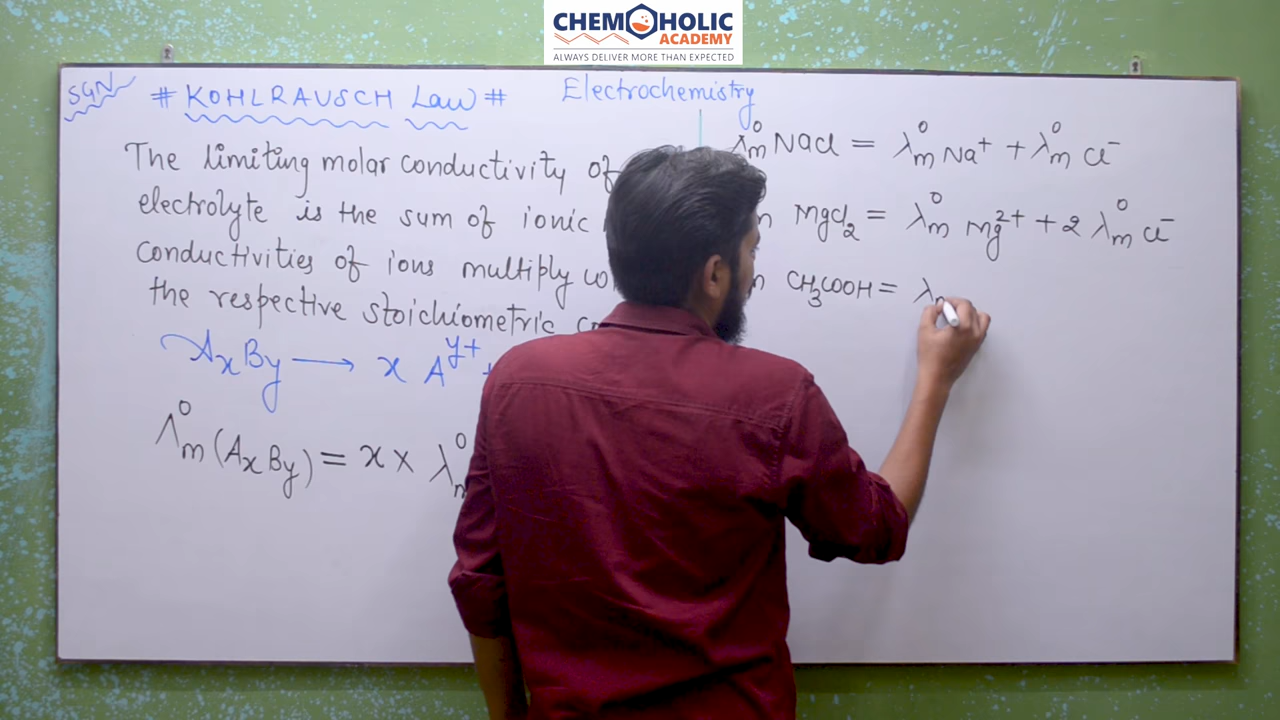 CHEMOHOLIC
ACADEMY
ALWAYS DELIVER MORE THAN EXPECTED
SGN
# KOHLRAUSCH Law #
Electrochemistry
The limiting molar conductivity of
electrolyte is the sum of ionic
conductivities of ions multiply
the respective stoichiometric
AxBy → x A^y+
Λ°m (AxBy) = x × λ°
Λ°m NaCl = λ°m Na⁺ + λ°m Cl⁻
m MgCl₂ = λ°m Mg²⁺ + 2 λ°m Cl⁻
m CH₃COOH = λ